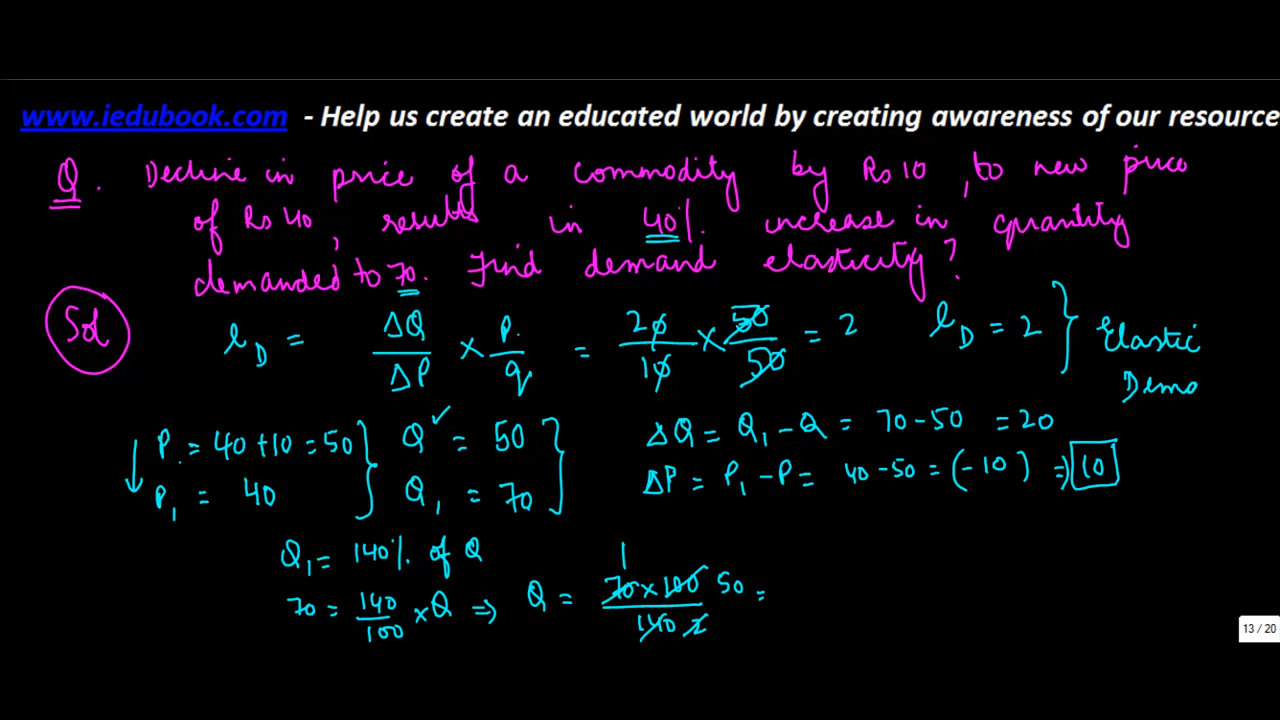 www.iedubook.com - Help us create an educated world by creating awareness of our resource
Q. Decline in price of a commodity by Rs 10, to new price
of Rs 40, results in 40% increase in quantity
demanded to 70. Find demand elasticity?
Sol
eD = ΔQ/ΔP × P/q = 20/10 × 50/50 = 2 eD = 2 } Elastic
Dema
P = 40 + 10 = 50 } Q ✓ = 50 } ΔQ = Q1 - Q = 70 - 50 = 20
P1 = 40 Q1 = 70 ΔP = P1 - P = 40 - 50 = (-10) ⇒ 10
Q1 = 140% of Q
70 = 140/100 × Q ⇒ Q = 70 × 100/140 2 1 50 =
13 / 20